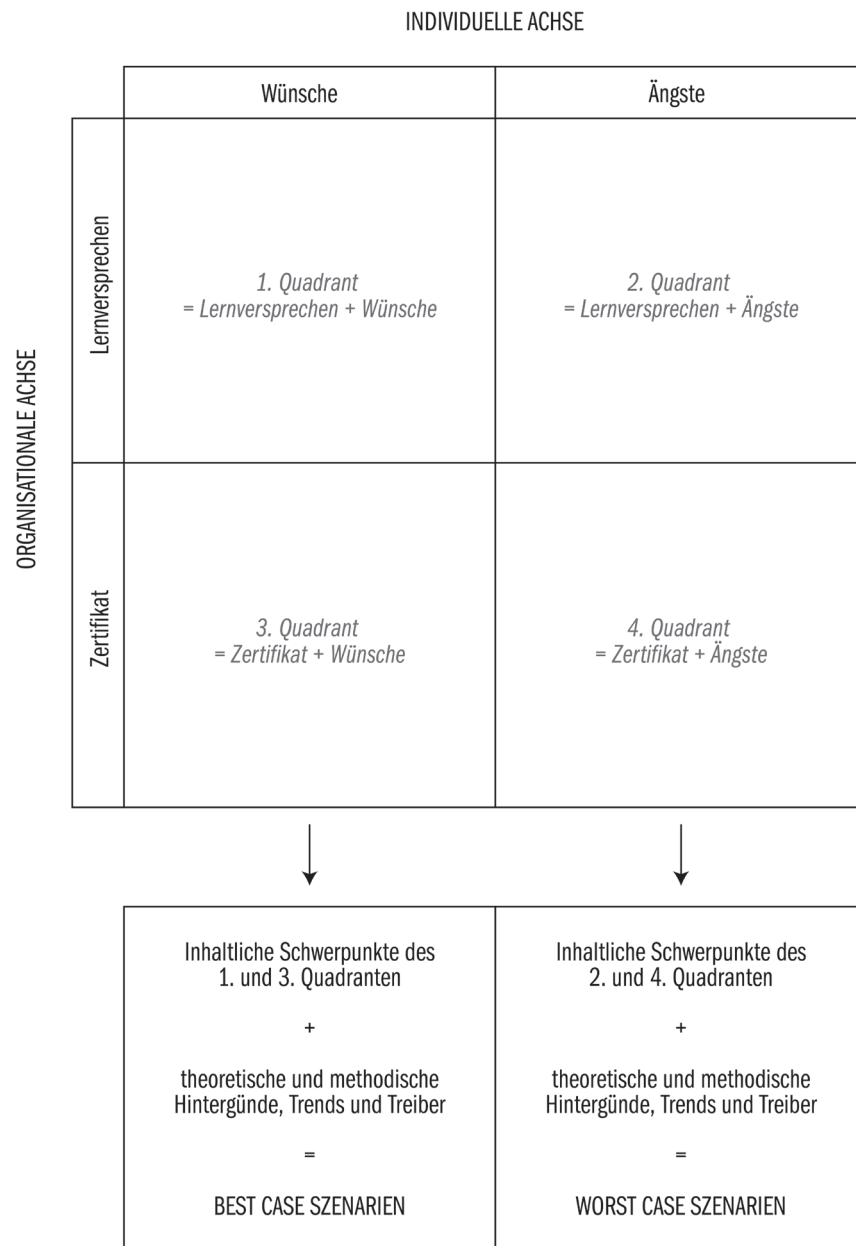 INDIVIDUELLE ACHSE
Wünsche
Ängste
ORGANISATIONALE ACHSE
Lernversprechen
1. Quadrant
= Lernversprechen + Wünsche
2. Quadrant
= Lernversprechen + Ängste
Zertifikat
3. Quadrant
= Zertifikat + Wünsche
4. Quadrant
= Zertifikat + Ängste
Inhaltliche Schwerpunkte des
1. und 3. Quadranten
+
theoretische und methodische
Hintergünde, Trends und Treiber
=
BEST CASE SZENARIEN
Inhaltliche Schwerpunkte des
2. und 4. Quadranten
+
theoretische und methodische
Hintergünde, Trends und Treiber
=
WORST CASE SZENARIEN